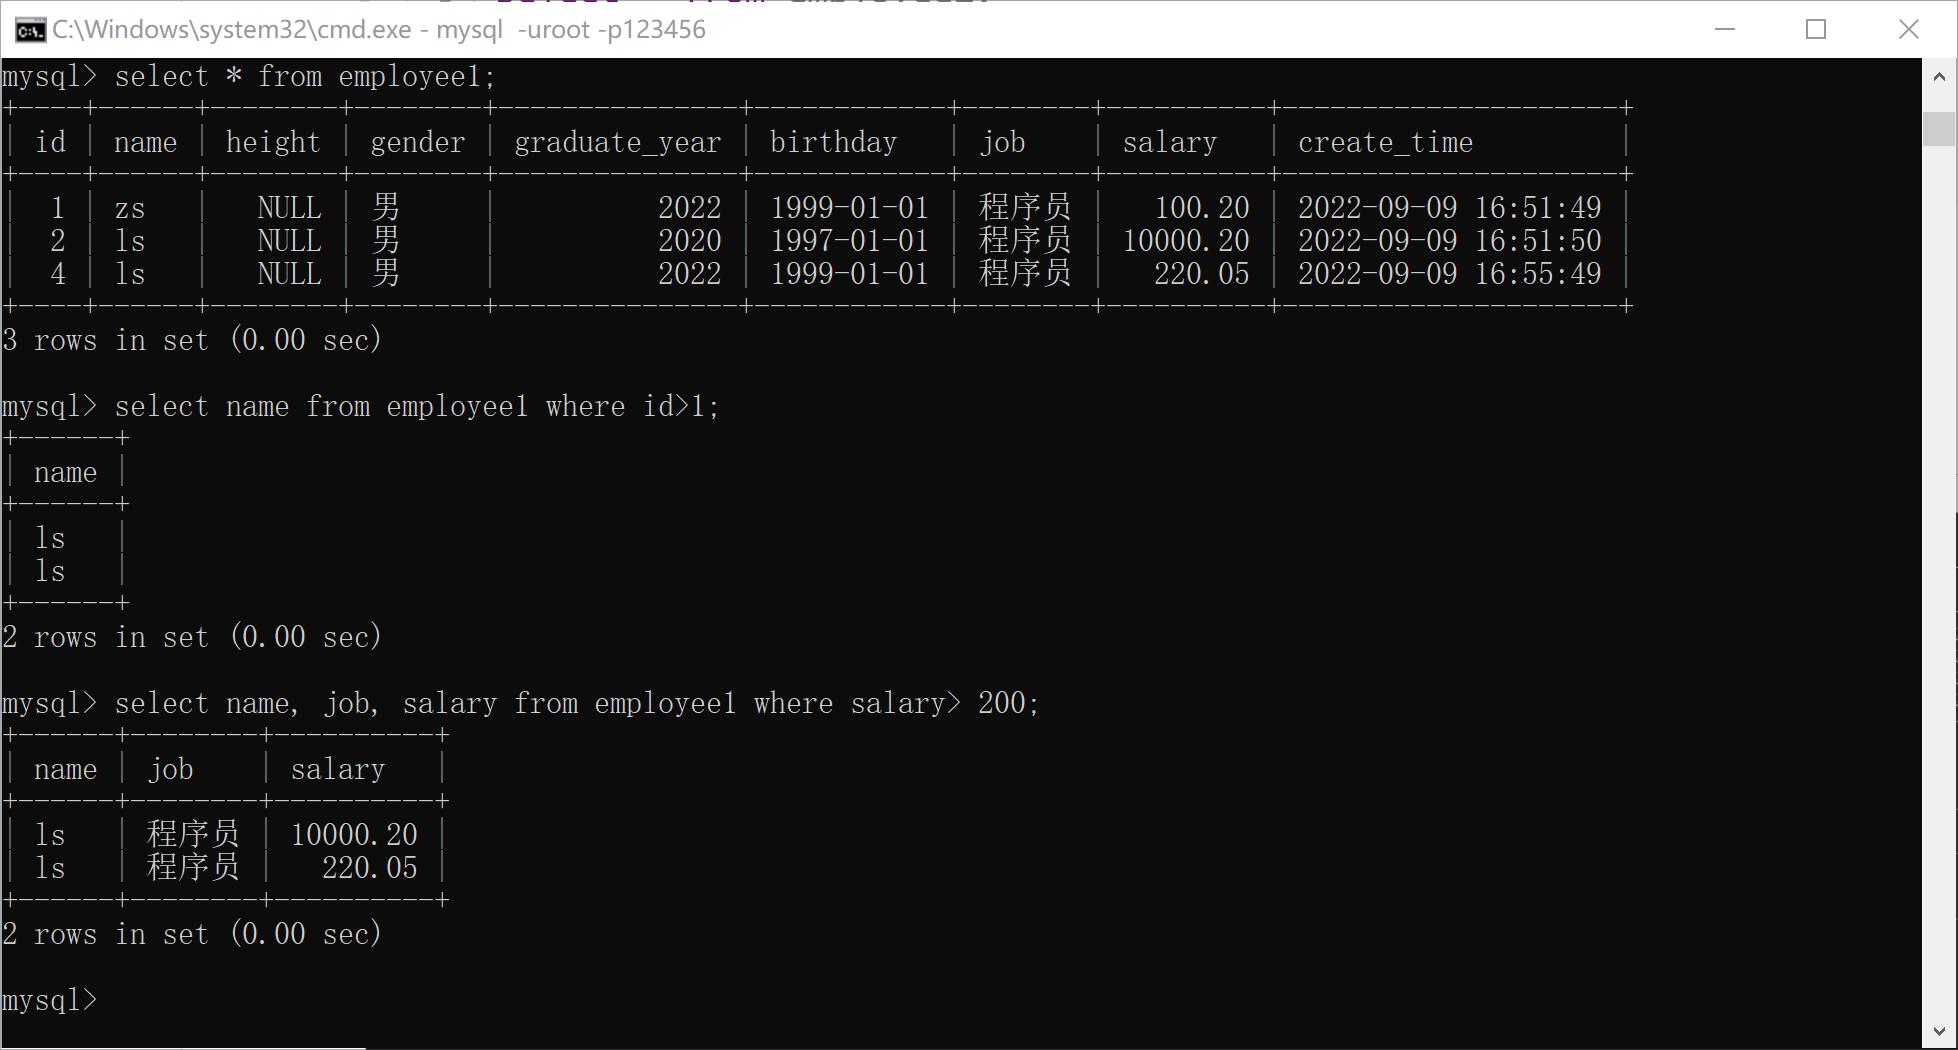 C:\Windows\system32\cmd.exe - mysql  -uroot -p123456
mysql> select * from employee1;
+----+------+--------+--------+---------------+------------+--------+----------+---------------------+
| id | name | height | gender | graduate_year | birthday   | job    | salary   | create_time         |
+----+------+--------+--------+---------------+------------+--------+----------+---------------------+
|  1 | zs   |   NULL | 男     |          2022 | 1999-01-01 | 程序员 |   100.20 | 2022-09-09 16:51:49 |
|  2 | ls   |   NULL | 男     |          2020 | 1997-01-01 | 程序员 | 10000.20 | 2022-09-09 16:51:50 |
|  4 | ls   |   NULL | 男     |          2022 | 1999-01-01 | 程序员 |   220.05 | 2022-09-09 16:55:49 |
+----+------+--------+--------+---------------+------------+--------+----------+---------------------+
3 rows in set (0.00 sec)
mysql> select name from employee1 where id>1;
+------+
| name |
+------+
| ls   |
| ls   |
+------+
2 rows in set (0.00 sec)
mysql> select name, job, salary from employee1 where salary> 200;
+------+--------+----------+
| name | job    | salary   |
+------+--------+----------+
| ls   | 程序员 | 10000.20 |
| ls   | 程序员 |   220.05 |
+------+--------+----------+
2 rows in set (0.00 sec)
mysql>